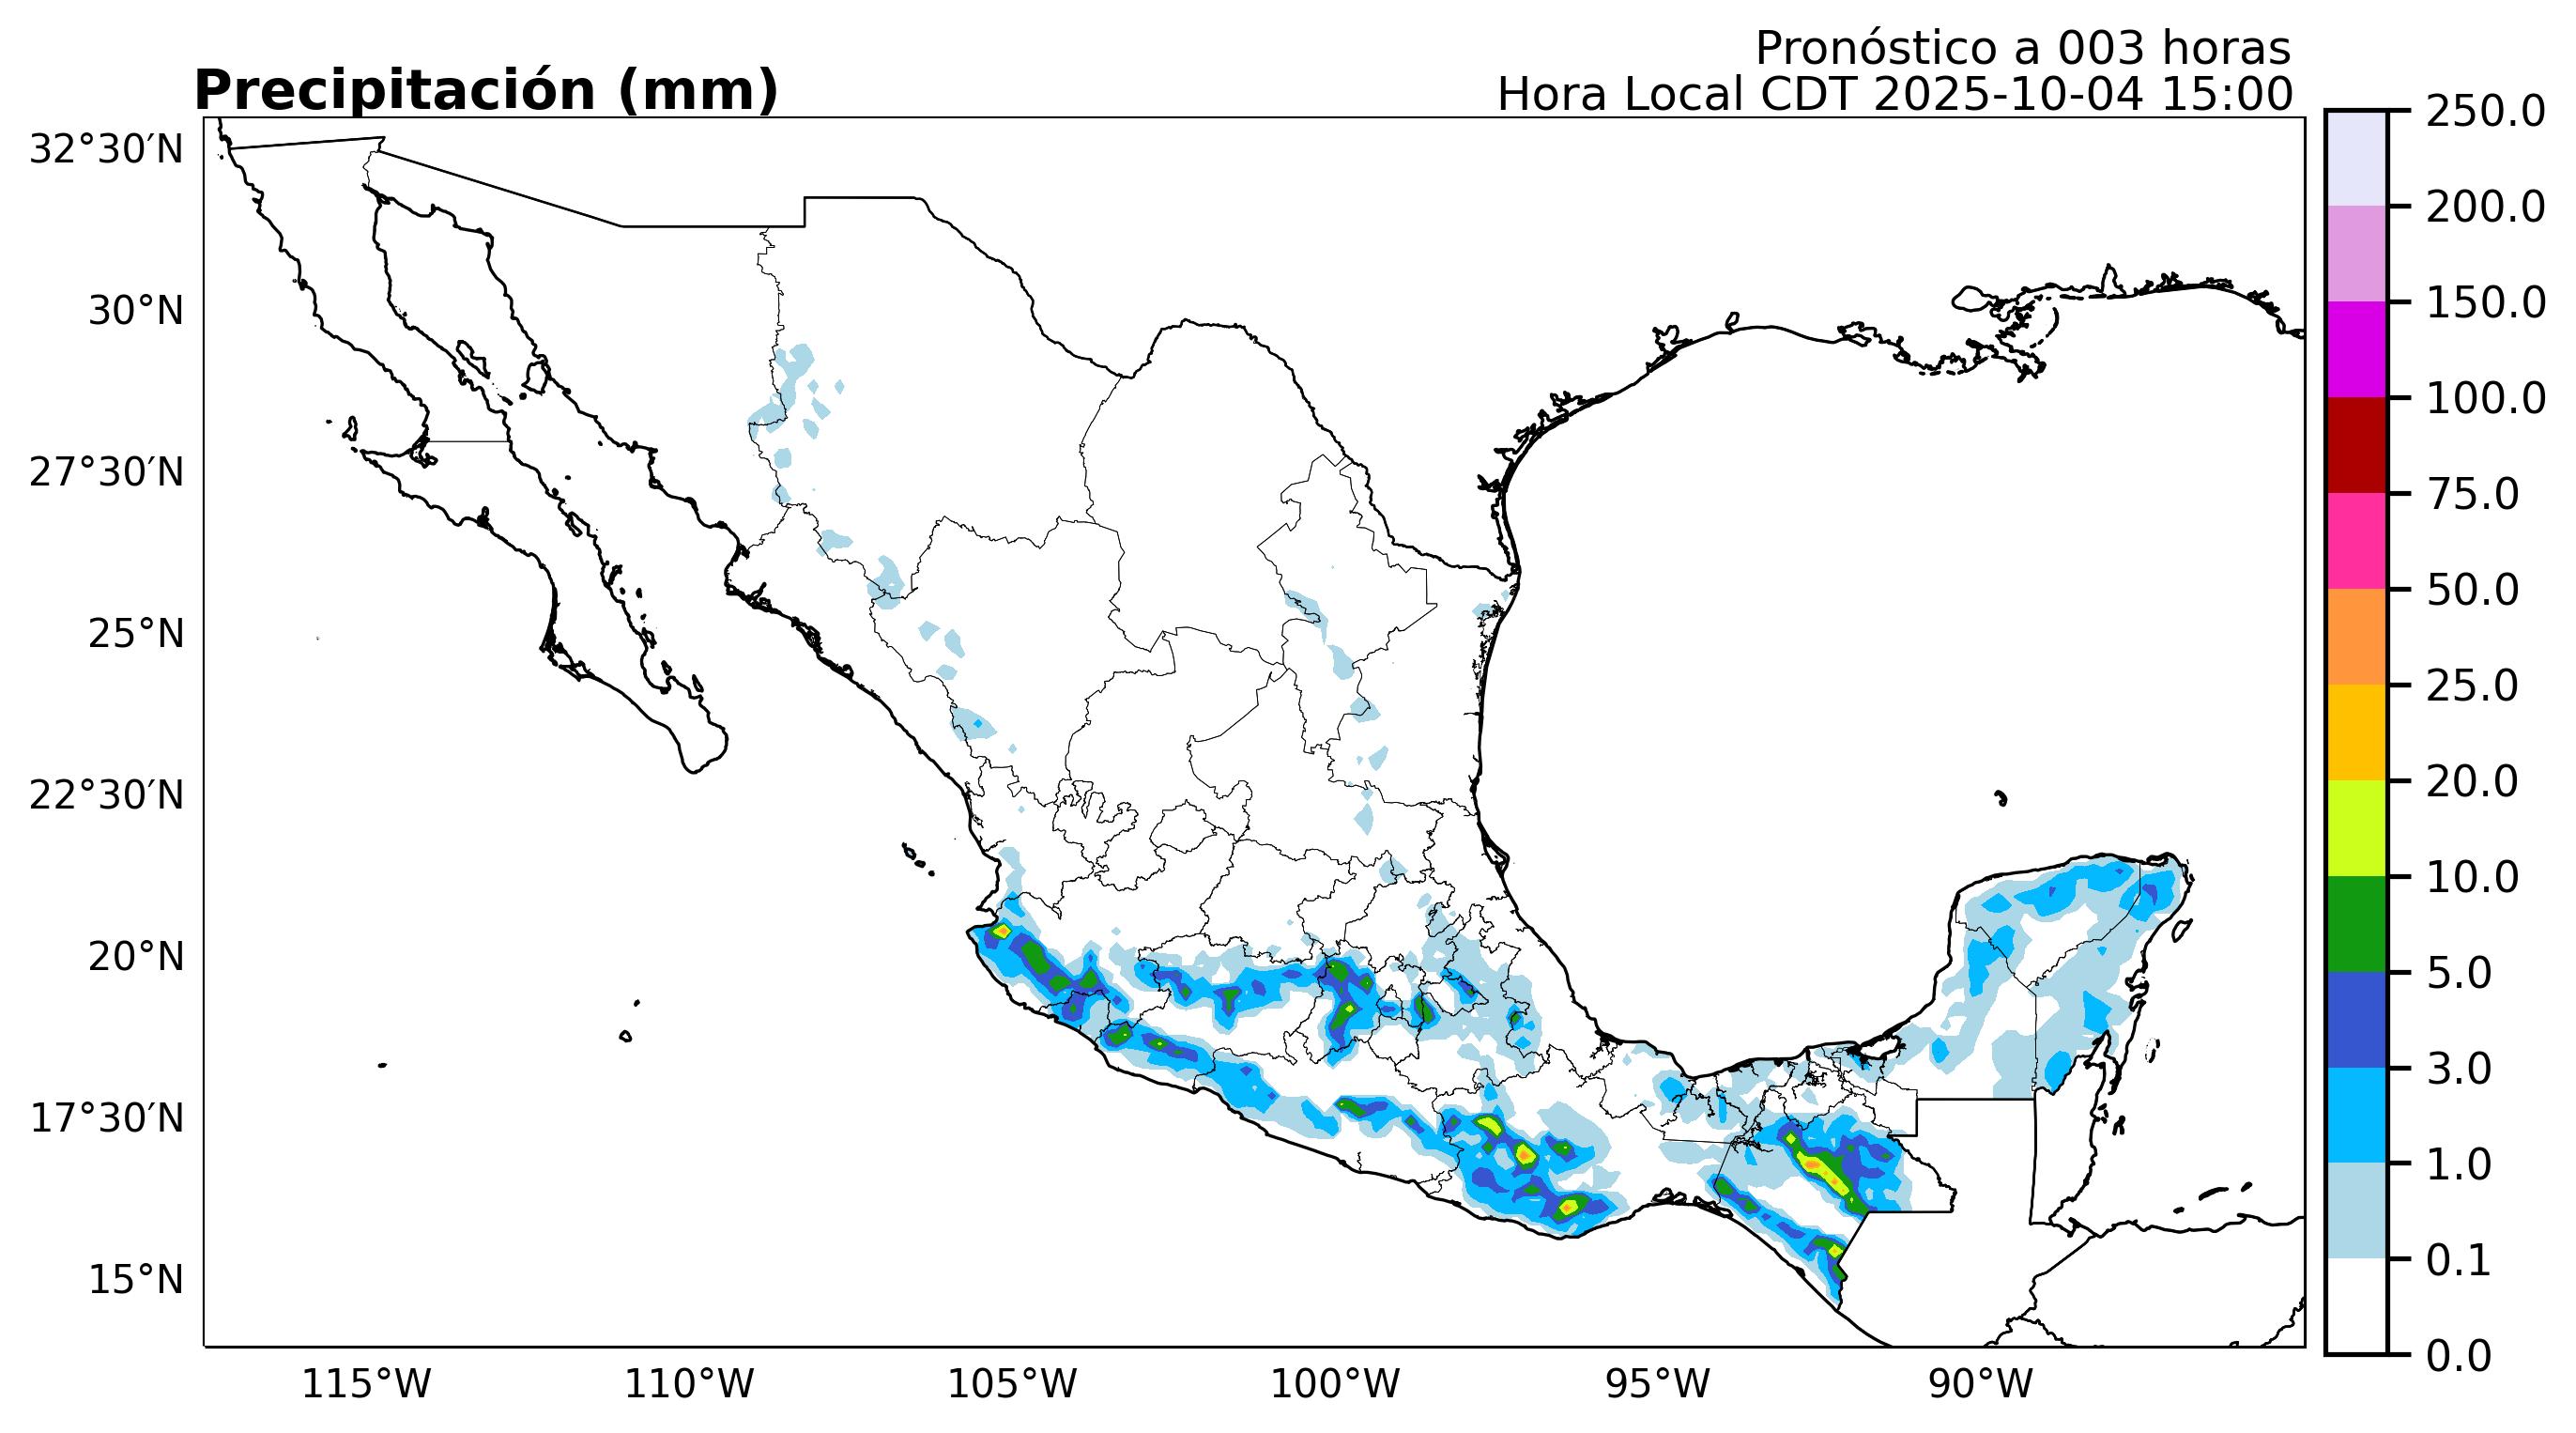 Pronóstico a 003 horas
Precipitación (mm)
Hora Local CDT 2025-10-04 15:00
32°30′N
30°N
27°30′N
25°N
22°30′N
20°N
17°30′N
15°N
115°W
110°W
105°W
100°W
95°W
90°W
250.0
200.0
150.0
100.0
75.0
50.0
25.0
20.0
10.0
5.0
3.0
1.0
0.1
0.0